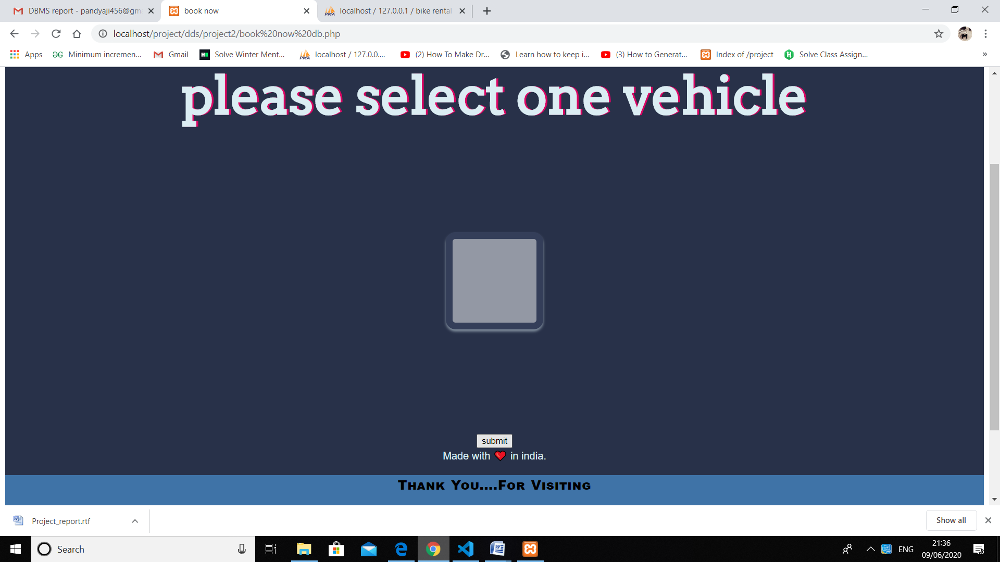 DBMS report - pandyaji456@gm
book now
localhost / 127.0.0.1 / bike rental
localhost/project/dds/project2/book%20now%20db.php
Apps
Minimum incremen...
Gmail
Solve Winter Ment...
localhost / 127.0.0....
(2) How To Make Dr...
Learn how to keep i...
(3) How to Generat...
Index of /project
Solve Class Assign...
»
please select one vehicle
submit
Made with ❤ in india.
Thank You....For Visiting
Project_report.rtf
Show all
Search
ENG
21:36
09/06/2020